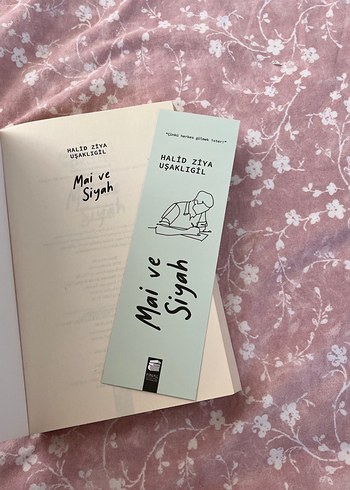 HALİD ZİYA
UŞAKLIGİL
Mai ve
Siyah
"Çünkü herkes gülmek ister!"
HALİD ZİYA
UŞAKLIGİL
Mai ve
Siyah